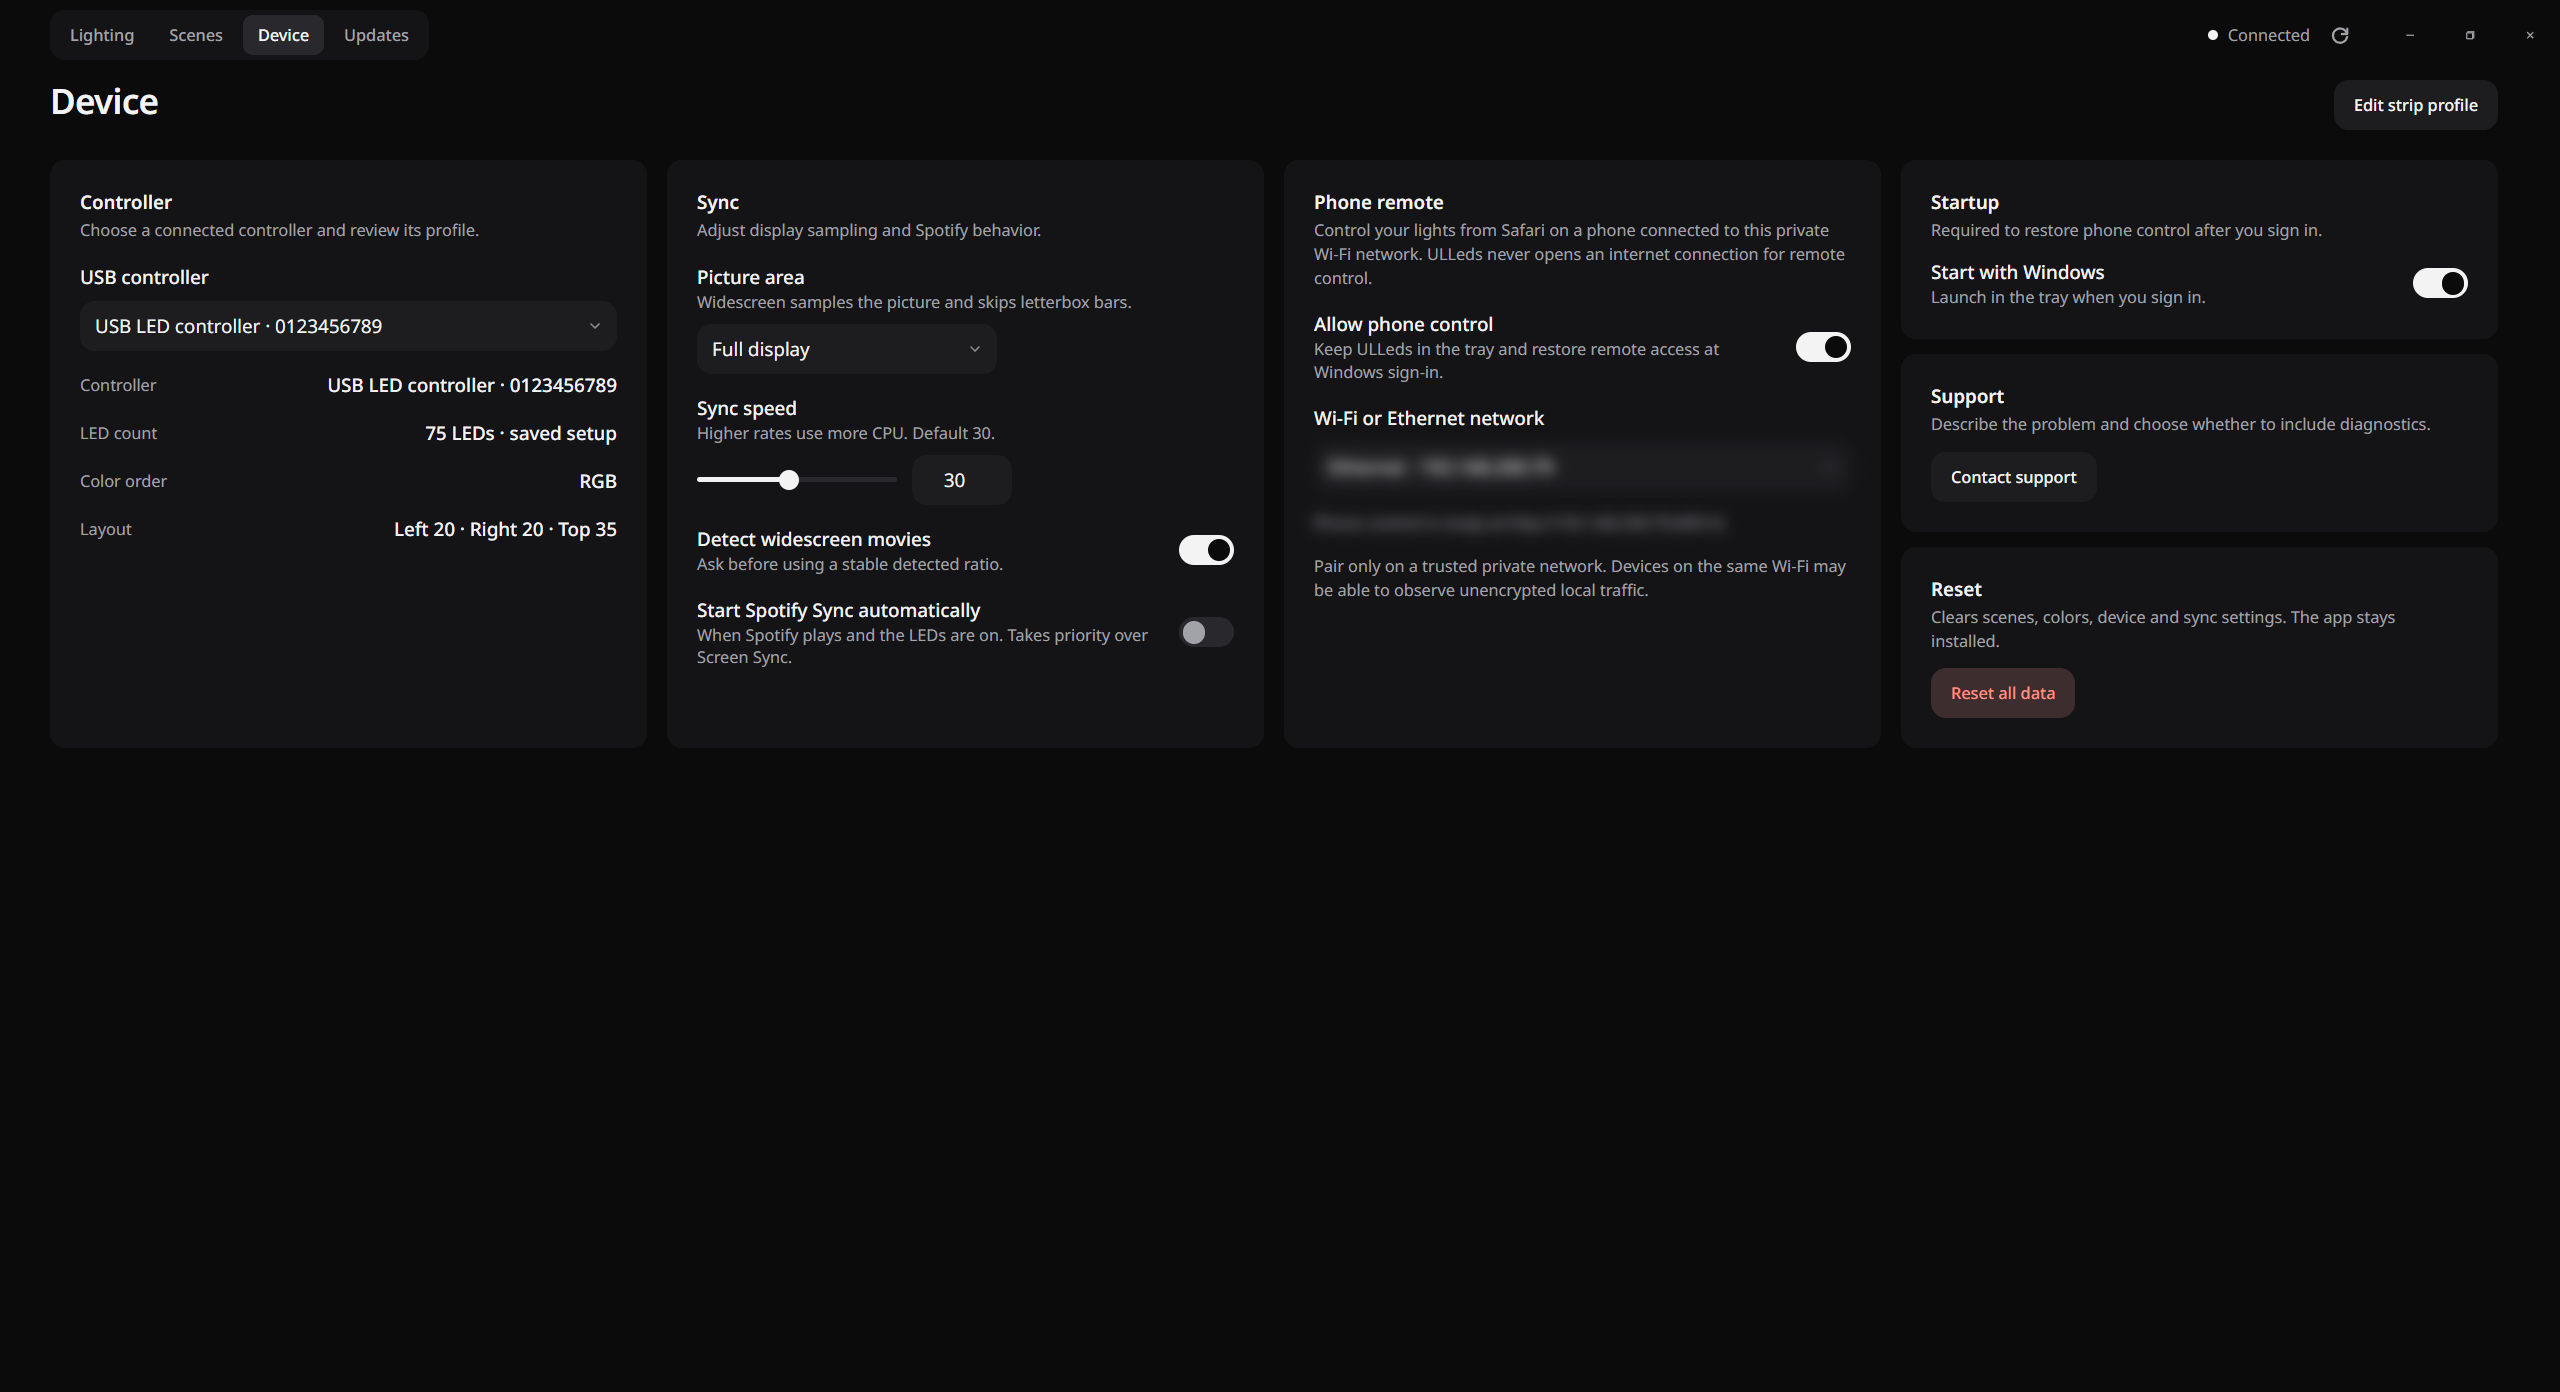 Lighting
Scenes
Device
Updates
Connected
Device
Edit strip profile
Controller
Choose a connected controller and review its profile.
USB controller
USB LED controller · 0123456789
Controller
USB LED controller · 0123456789
LED count
75 LEDs · saved setup
Color order
RGB
Layout
Left 20 · Right 20 · Top 35
Sync
Adjust display sampling and Spotify behavior.
Picture area
Widescreen samples the picture and skips letterbox bars.
Full display
Sync speed
Higher rates use more CPU. Default 30.
30
Detect widescreen movies
Ask before using a stable detected ratio.
Start Spotify Sync automatically
When Spotify plays and the LEDs are on. Takes priority over
Screen Sync.
Phone remote
Control your lights from Safari on a phone connected to this private
Wi-Fi network. ULLeds never opens an internet connection for remote
control.
Allow phone control
Keep ULLeds in the tray and restore remote access at
Windows sign-in.
Wi-Fi or Ethernet network
Pair only on a trusted private network. Devices on the same Wi-Fi may
be able to observe unencrypted local traffic.
Startup
Required to restore phone control after you sign in.
Start with Windows
Launch in the tray when you sign in.
Support
Describe the problem and choose whether to include diagnostics.
Contact support
Reset
Clears scenes, colors, device and sync settings. The app stays
installed.
Reset all data